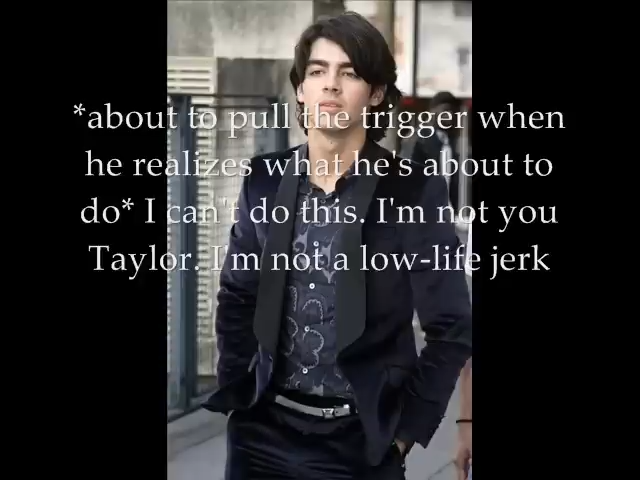 *about to pull the trigger when
he realizes what he's about to
do* I can't do this. I'm not you
Taylor. I'm not a low-life jerk